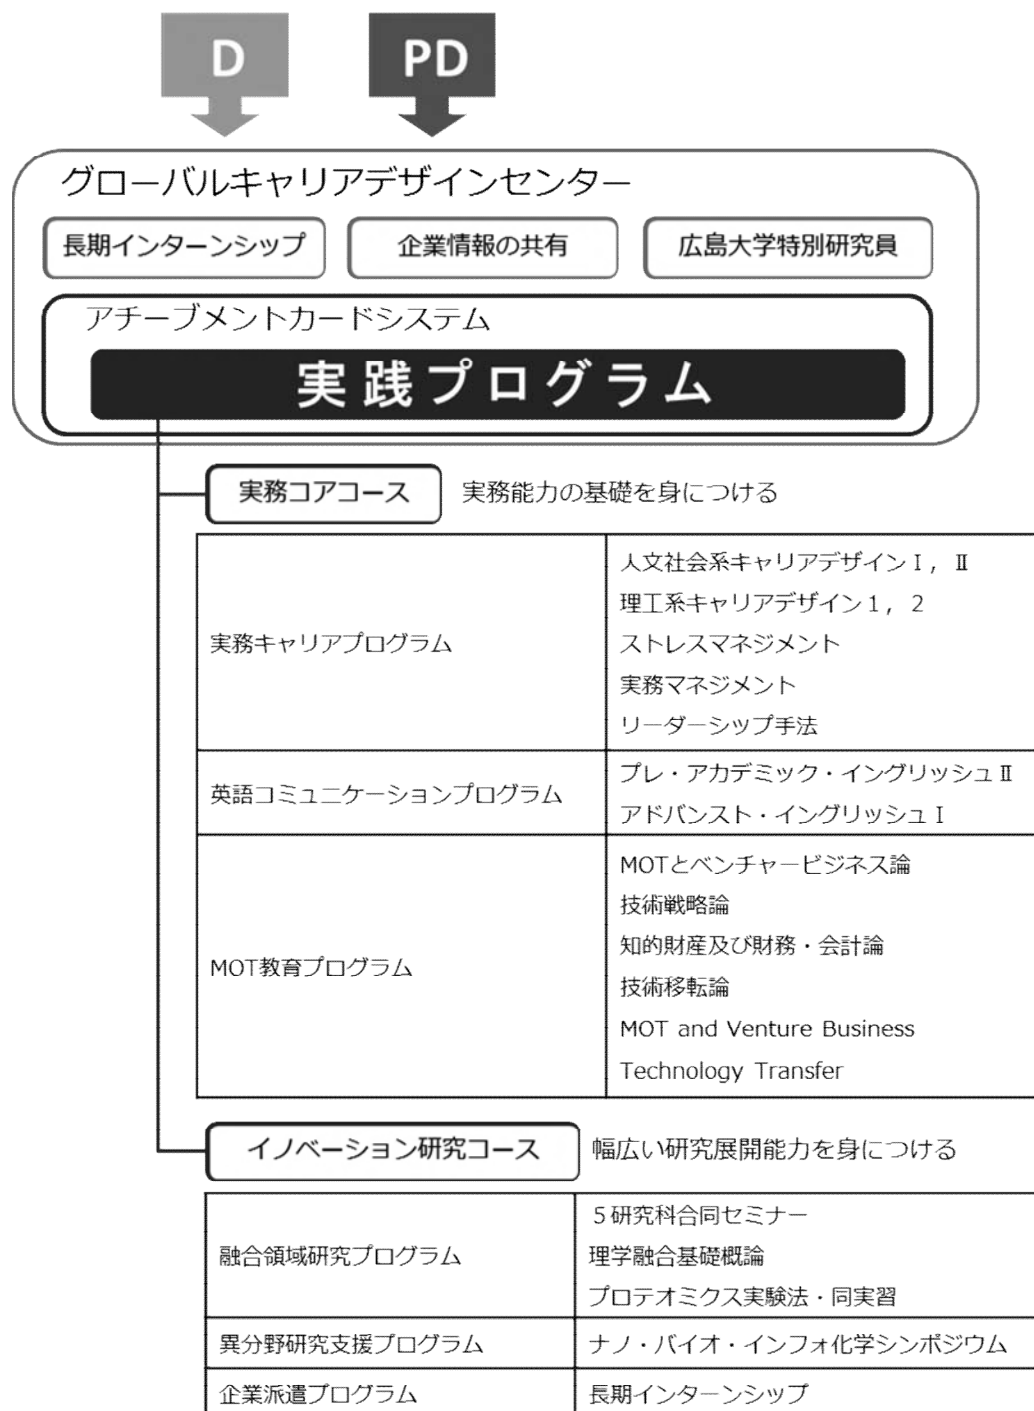 D
PD
グローバルキャリアデザインセンター
長期インターンシップ
企業情報の共有
広島大学特別研究員
アチーブメントカードシステム
実践プログラム
実務コアコース
実務能力の基礎を身につける
実務キャリアプログラム
人文社会系キャリアデザインⅠ，Ⅱ
理工系キャリアデザイン１，２
ストレスマネジメント
実務マネジメント
リーダーシップ手法
英語コミュニケーションプログラム
プレ・アカデミック・イングリッシュⅡ
アドバンスト・イングリッシュⅠ
MOT教育プログラム
MOTとベンチャービジネス論
技術戦略論
知的財産及び財務・会計論
技術移転論
MOT and Venture Business
Technology Transfer
イノベーション研究コース
幅広い研究展開能力を身につける
融合領域研究プログラム
５研究科合同セミナー
理学融合基礎概論
プロテオミクス実験法・同実習
異分野研究支援プログラム
ナノ・バイオ・インフォ化学シンポジウム
企業派遣プログラム
長期インターンシップ